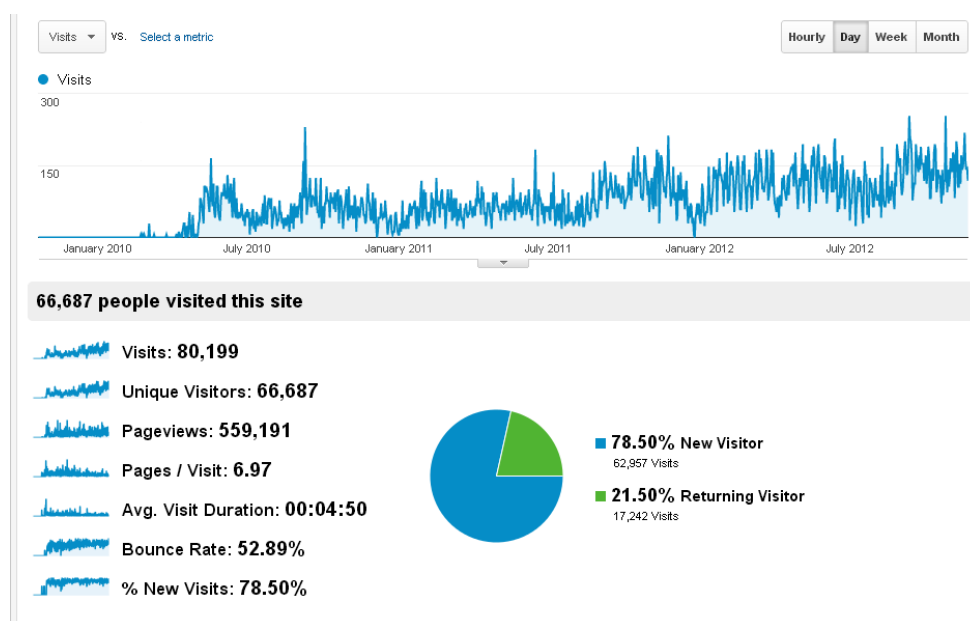 Visits vs. Select a metric
Hourly Day Week Month
Visits
300
150
January 2010 July 2010 January 2011 July 2011 January 2012 July 2012
66,687 people visited this site
Visits: 80,199
Unique Visitors: 66,687
Pageviews: 559,191
Pages / Visit: 6.97
Avg. Visit Duration: 00:04:50
Bounce Rate: 52.89%
% New Visits: 78.50%
78.50% New Visitor
62,957 Visits
21.50% Returning Visitor
17,242 Visits